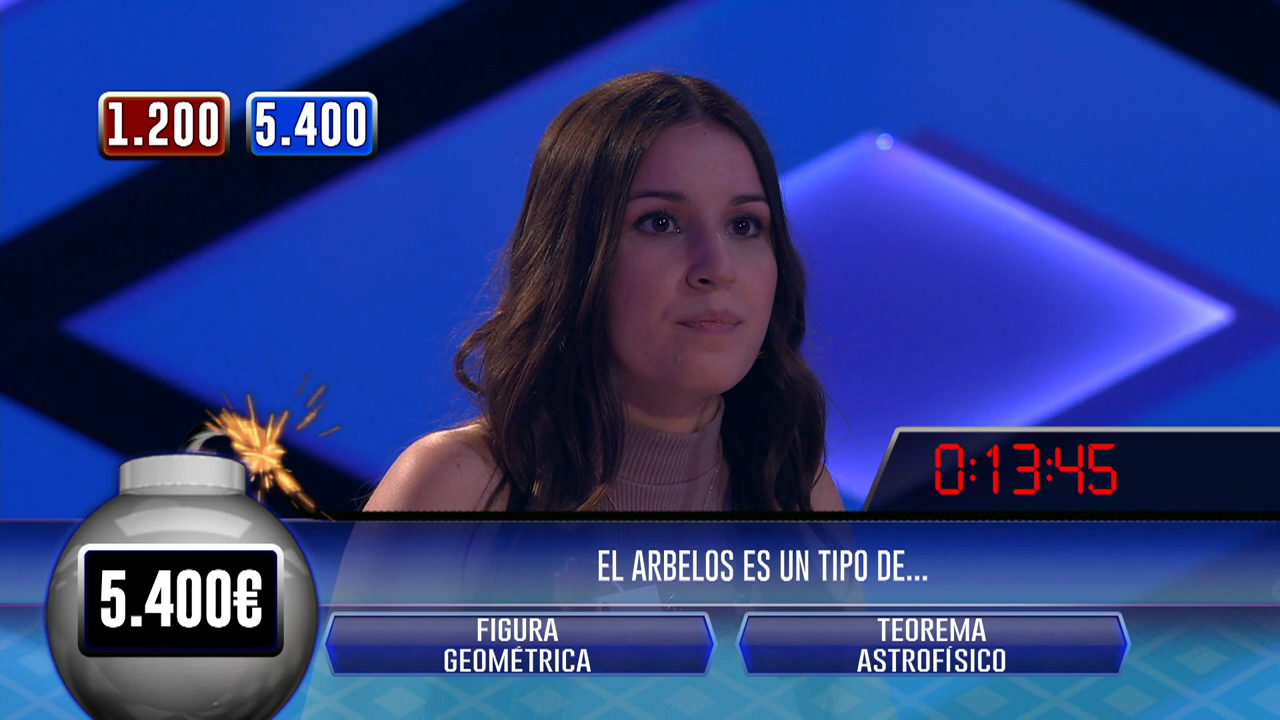 1.200 5.400
0:13:45
EL ARBELOS ES UN TIPO DE...
5.400€
FIGURA
GEOMÉTRICA
TEOREMA
ASTROFÍSICO